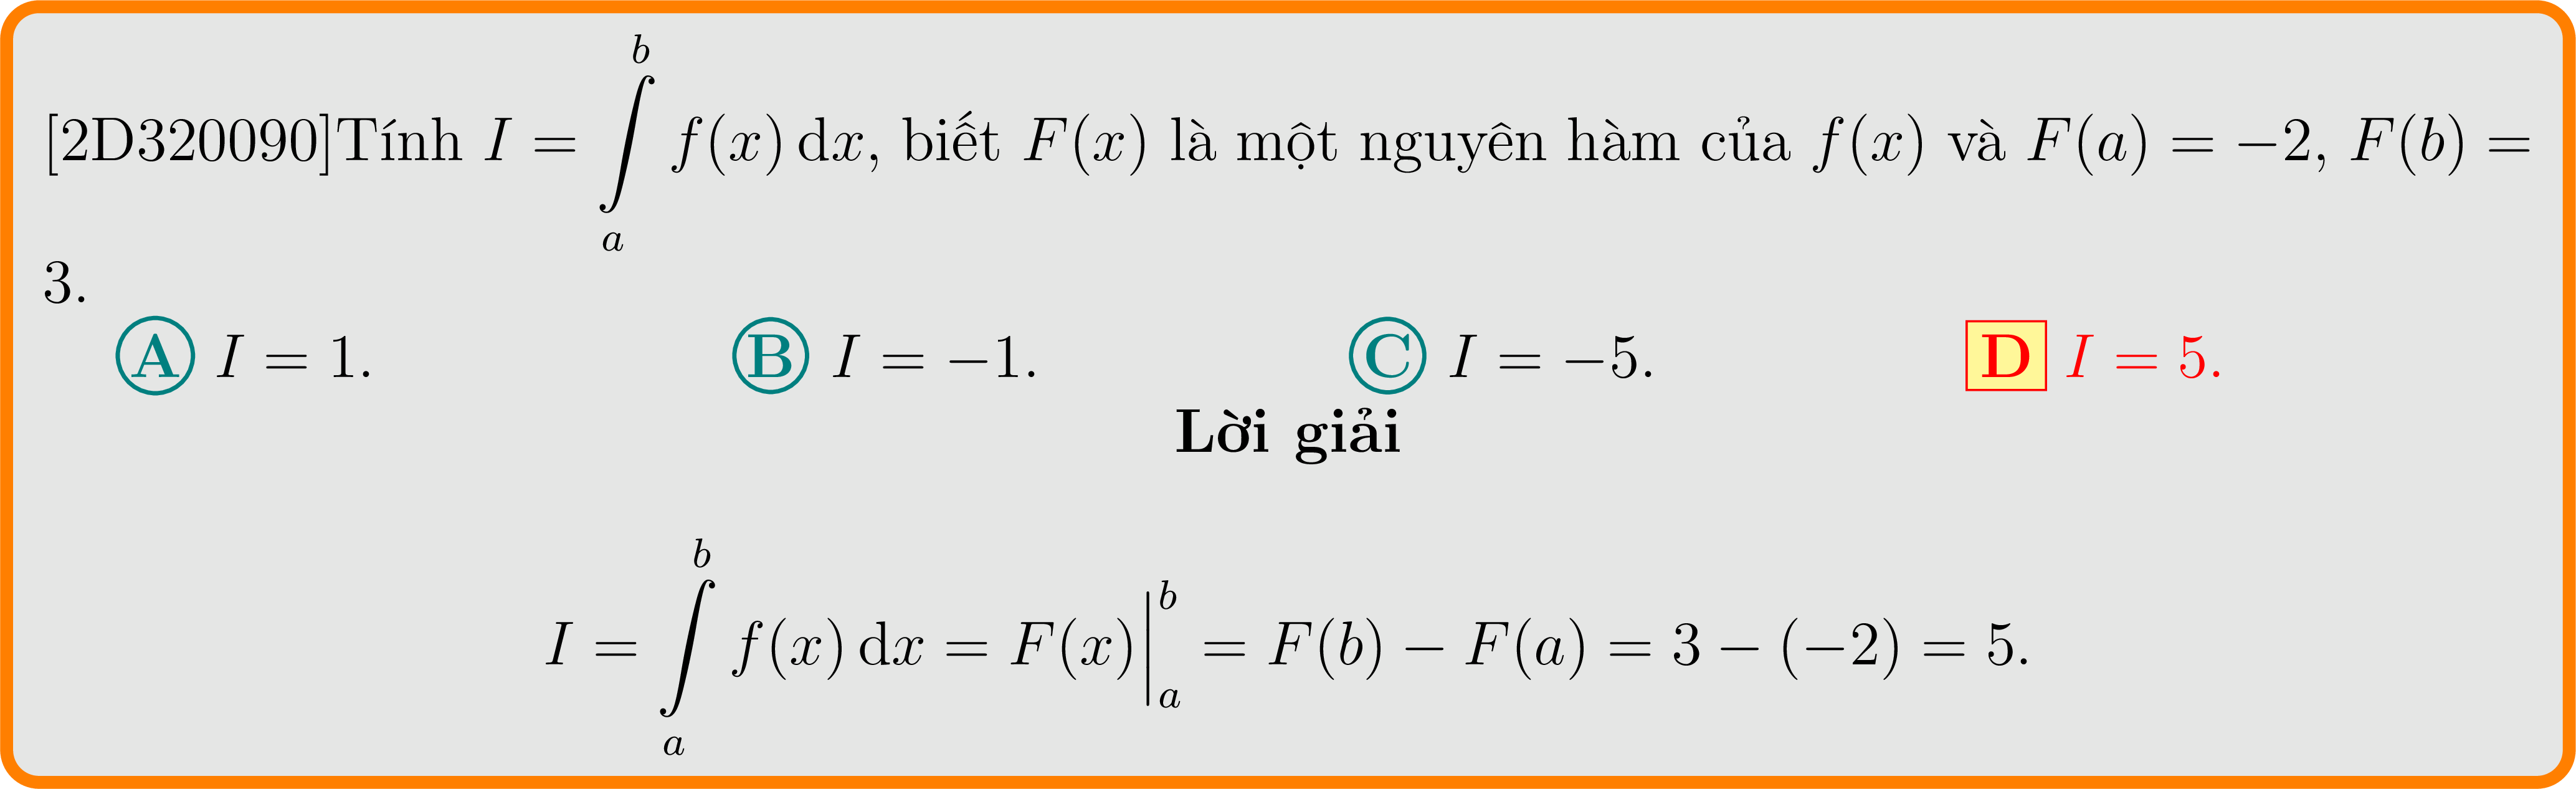 [2D320090]Tính $I = \int\limits_a^b f(x)\,\mathrm{d}x$, biết $F(x)$ là một nguyên hàm của $f(x)$ và $F(a) = -2$, $F(b) =$
3.
A $I = 1$. B $I = -1$. C $I = -5$. D $I = 5$.
Lời giải
$I = \int\limits_a^b f(x)\,\mathrm{d}x = F(x)\Big|_a^b = F(b) - F(a) = 3 - (-2) = 5.$